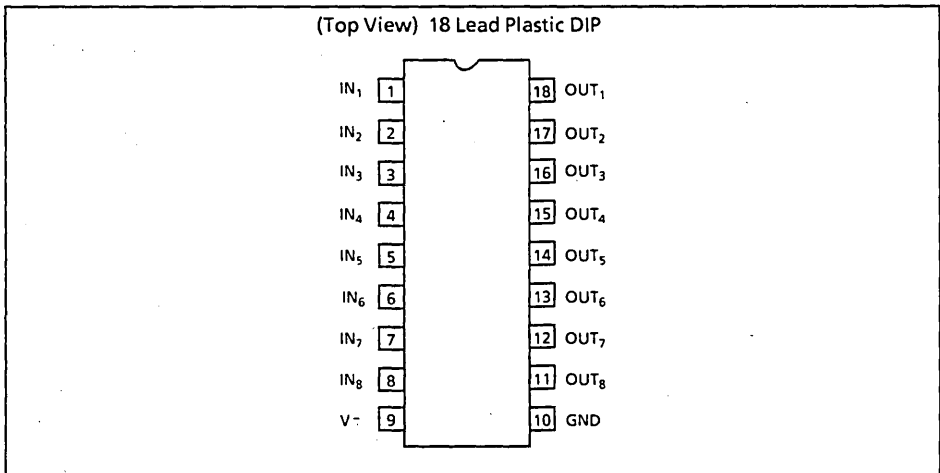 (Top View) 18 Lead Plastic DIP
IN₁ 1 18 OUT₁
IN₂ 2 17 OUT₂
IN₃ 3 16 OUT₃
IN₄ 4 15 OUT₄
IN₅ 5 14 OUT₅
IN₆ 6 13 OUT₆
IN₇ 7 12 OUT₇
IN₈ 8 11 OUT₈
V⁻ 9 10 GND